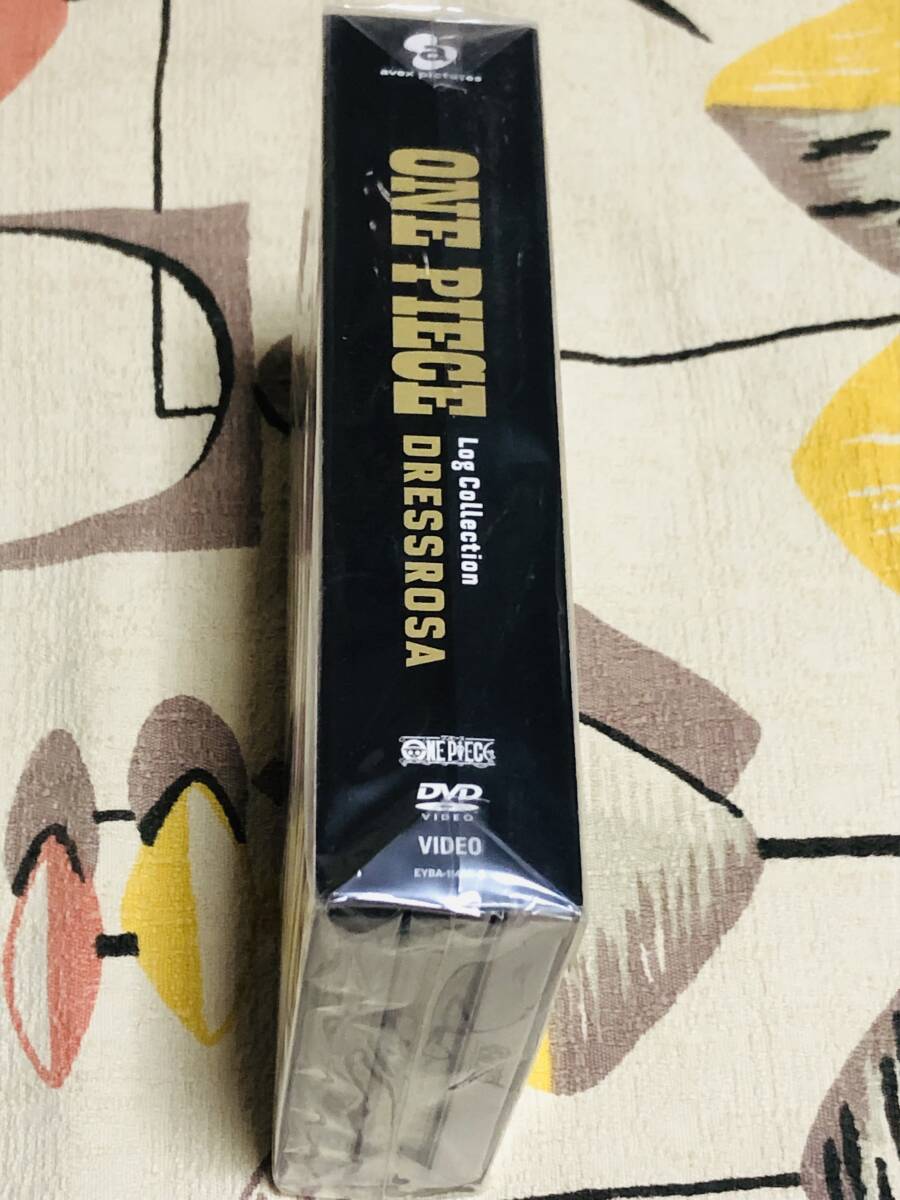 a
avex pictures
ONE PIECE
Log Collection
DRESSROSA
ONE PIECE
DVD
VIDEO
VIDEO